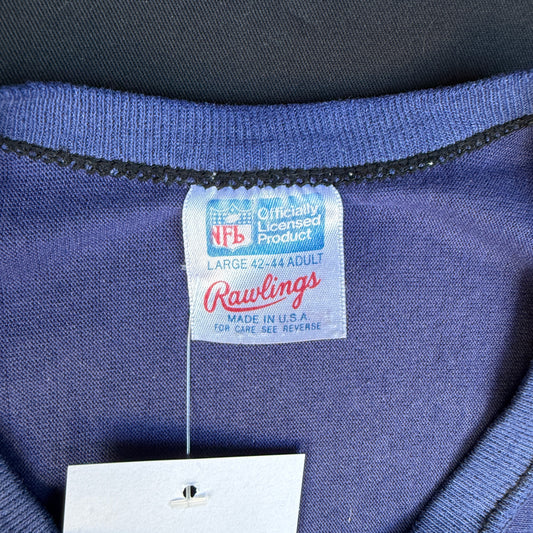 NFL
Officially
Licensed
Product
LARGE 42-44 ADULT
Rawlings
MADE IN U.S.A.
FOR CARE SEE REVERSE